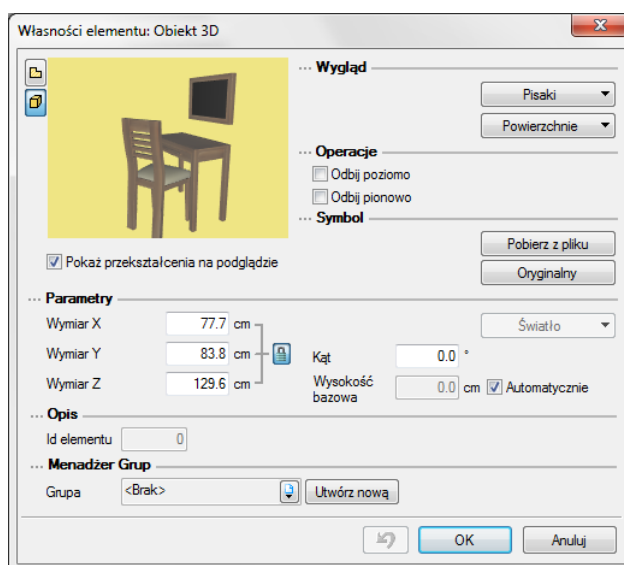 Własności elementu: Obiekt 3D
Wygląd
Pisaki
Powierzchnie
Operacje
Odbij poziomo
Odbij pionowo
Symbol
Pobierz z pliku
Oryginalny
Pokaż przekształcenia na podglądzie
Parametry
Wymiar X 77.7 cm
Światło
Wymiar Y 83.8 cm
Kąt 0.0 °
Wymiar Z 129.6 cm
Wysokość bazowa 0.0 cm Automatycznie
Opis
Id elementu 0
Menadżer Grup
Grupa <Brak> Utwórz nową
OK Anuluj